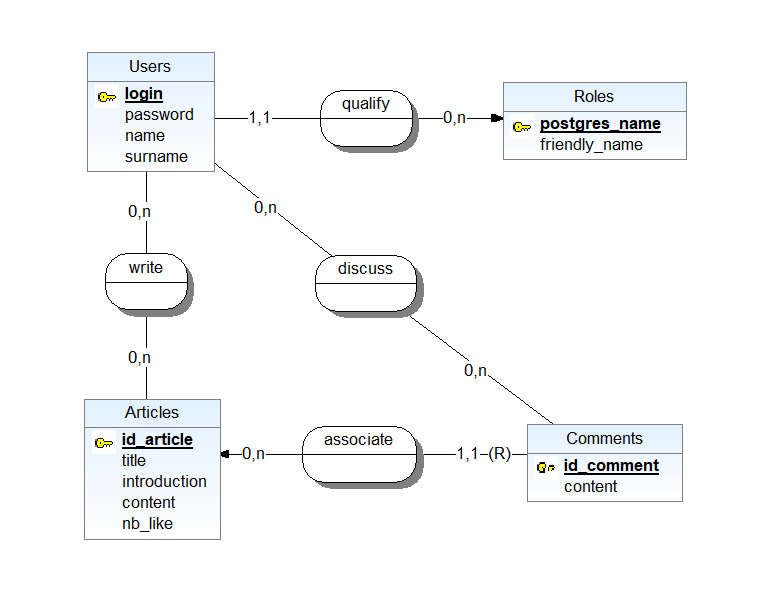 Users
login
password
name
surname
1,1
qualify
0,n
Roles
postgres_name
friendly_name
0,n
0,n
write
discuss
0,n
0,n
Articles
id_article
title
introduction
content
nb_like
0,n
associate
1,1
(R)
Comments
id_comment
content